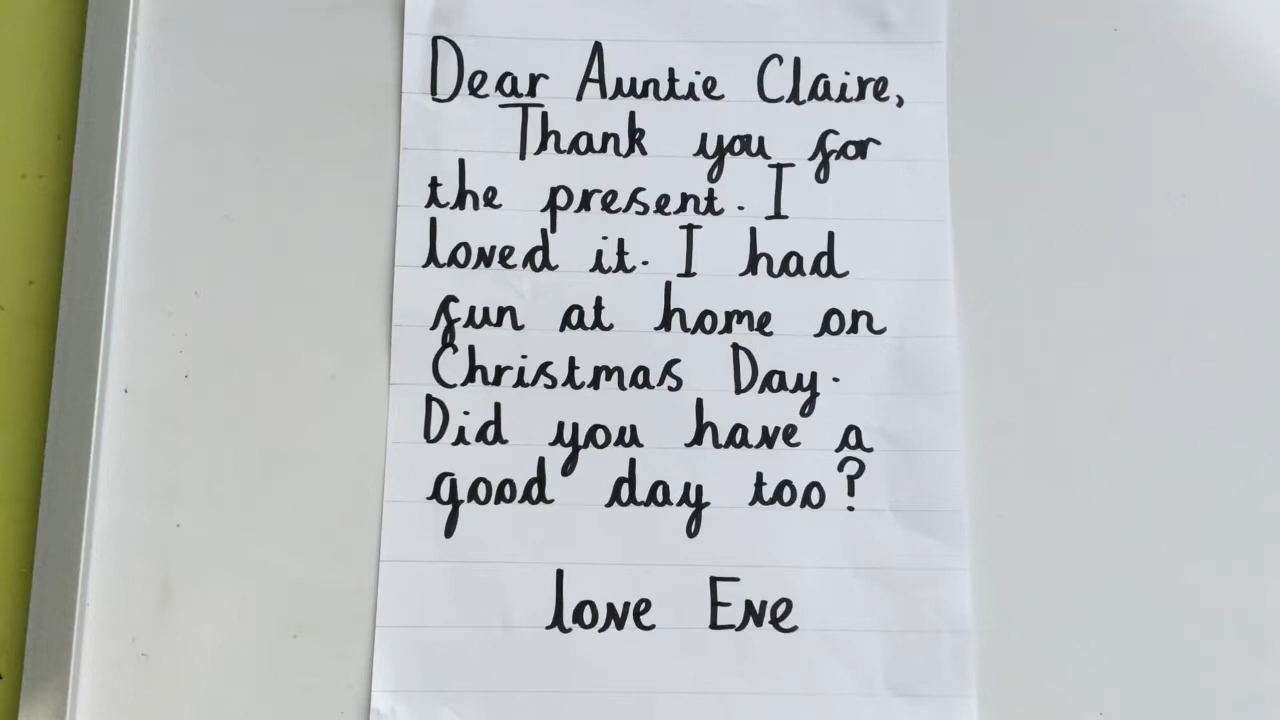 Dear Auntie Claire,
Thank you for
the present. I
loved it. I had
fun at home on
Christmas Day.
Did you have a
good day too?
love Eve